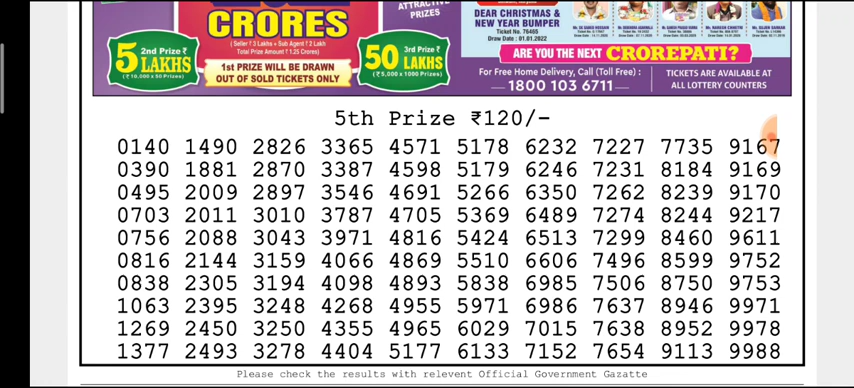 CRORES
ATTRACTIVE
PRIZES
(Seller ₹ 3 Lakhs + Sub Agent ₹ 2 Lakh
Total Prize Amount ₹ 1.25 Crores)
2nd Prize ₹
5 LAKHS
(₹10,000 x 50 Prizes)
1st PRIZE WILL BE DRAWN
OUT OF SOLD TICKETS ONLY
3rd Prize ₹
50 LAKHS
(₹5,000 x 1000 Prizes)
DEAR CHRISTMAS &
NEW YEAR BUMPER
Ticket No. 76465
Draw Date : 01.01.2022
ARE YOU THE NEXT CROREPATI?
For Free Home Delivery, Call (Toll Free) :
1800 103 6711
TICKETS ARE AVAILABLE AT
ALL LOTTERY COUNTERS
5th Prize ₹120/-
0140 1490 2826 3365 4571 5178 6232 7227 7735 9167
0390 1881 2870 3387 4598 5179 6246 7231 8184 9169
0495 2009 2897 3546 4691 5266 6350 7262 8239 9170
0703 2011 3010 3787 4705 5369 6489 7274 8244 9217
0756 2088 3043 3971 4816 5424 6513 7299 8460 9611
0816 2144 3159 4066 4869 5510 6606 7496 8599 9752
0838 2305 3194 4098 4893 5838 6985 7506 8750 9753
1063 2395 3248 4268 4955 5971 6986 7637 8946 9971
1269 2450 3250 4355 4965 6029 7015 7638 8952 9978
1377 2493 3278 4404 5177 6133 7152 7654 9113 9988
Please check the results with relevent Official Government Gazatte